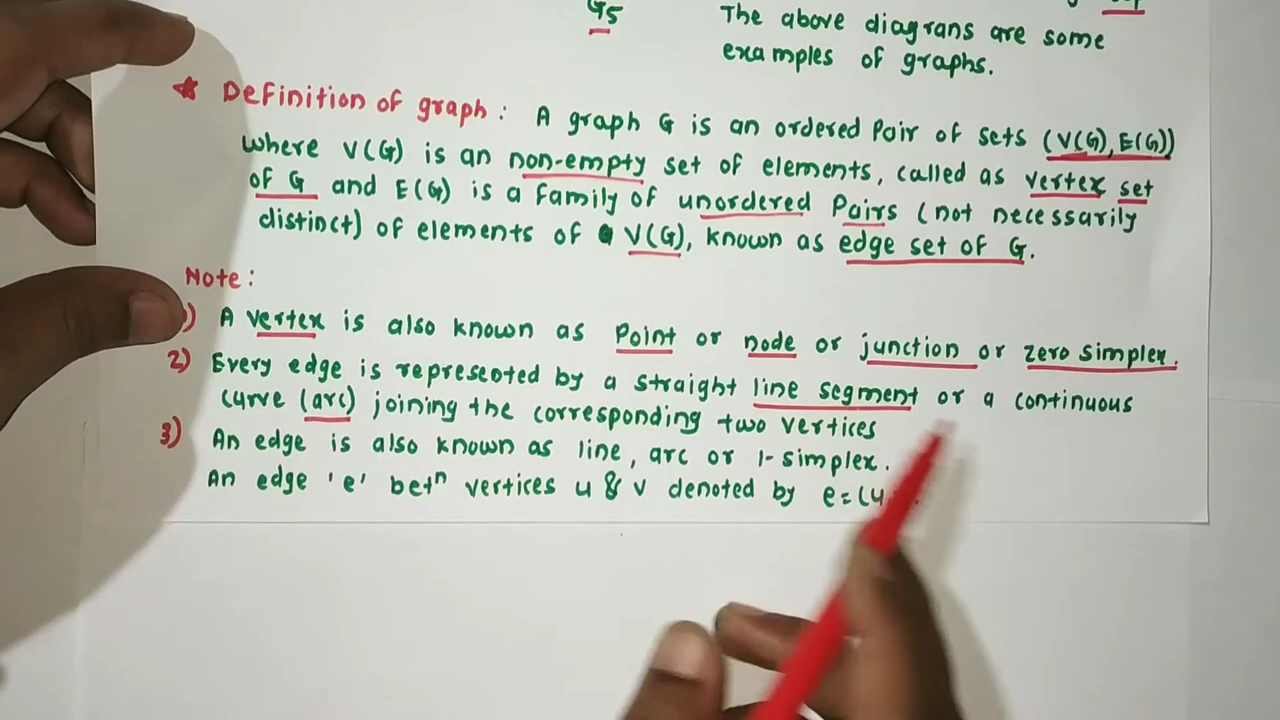 G5
The above diagrans are some
examples of graphs.
Definition of graph: A graph G is an ordered Pair of sets (V(G), E(G))
where V(G) is an non-empty set of elements, called as vertex set
of G and E(G) is a Family of unordered Pairs (not necessarily
distinct) of elements of V(G), known as edge set of G.
Note:
1) A vertex is also known as Point or node or junction or zero simplex.
2) Every edge is represented by a straight line segment or a continuous
curve (arc) joining the corresponding two vertices
3) An edge is also known as line, arc or 1-simplex.
An edge 'e' betn vertices u & v denoted by e=(u